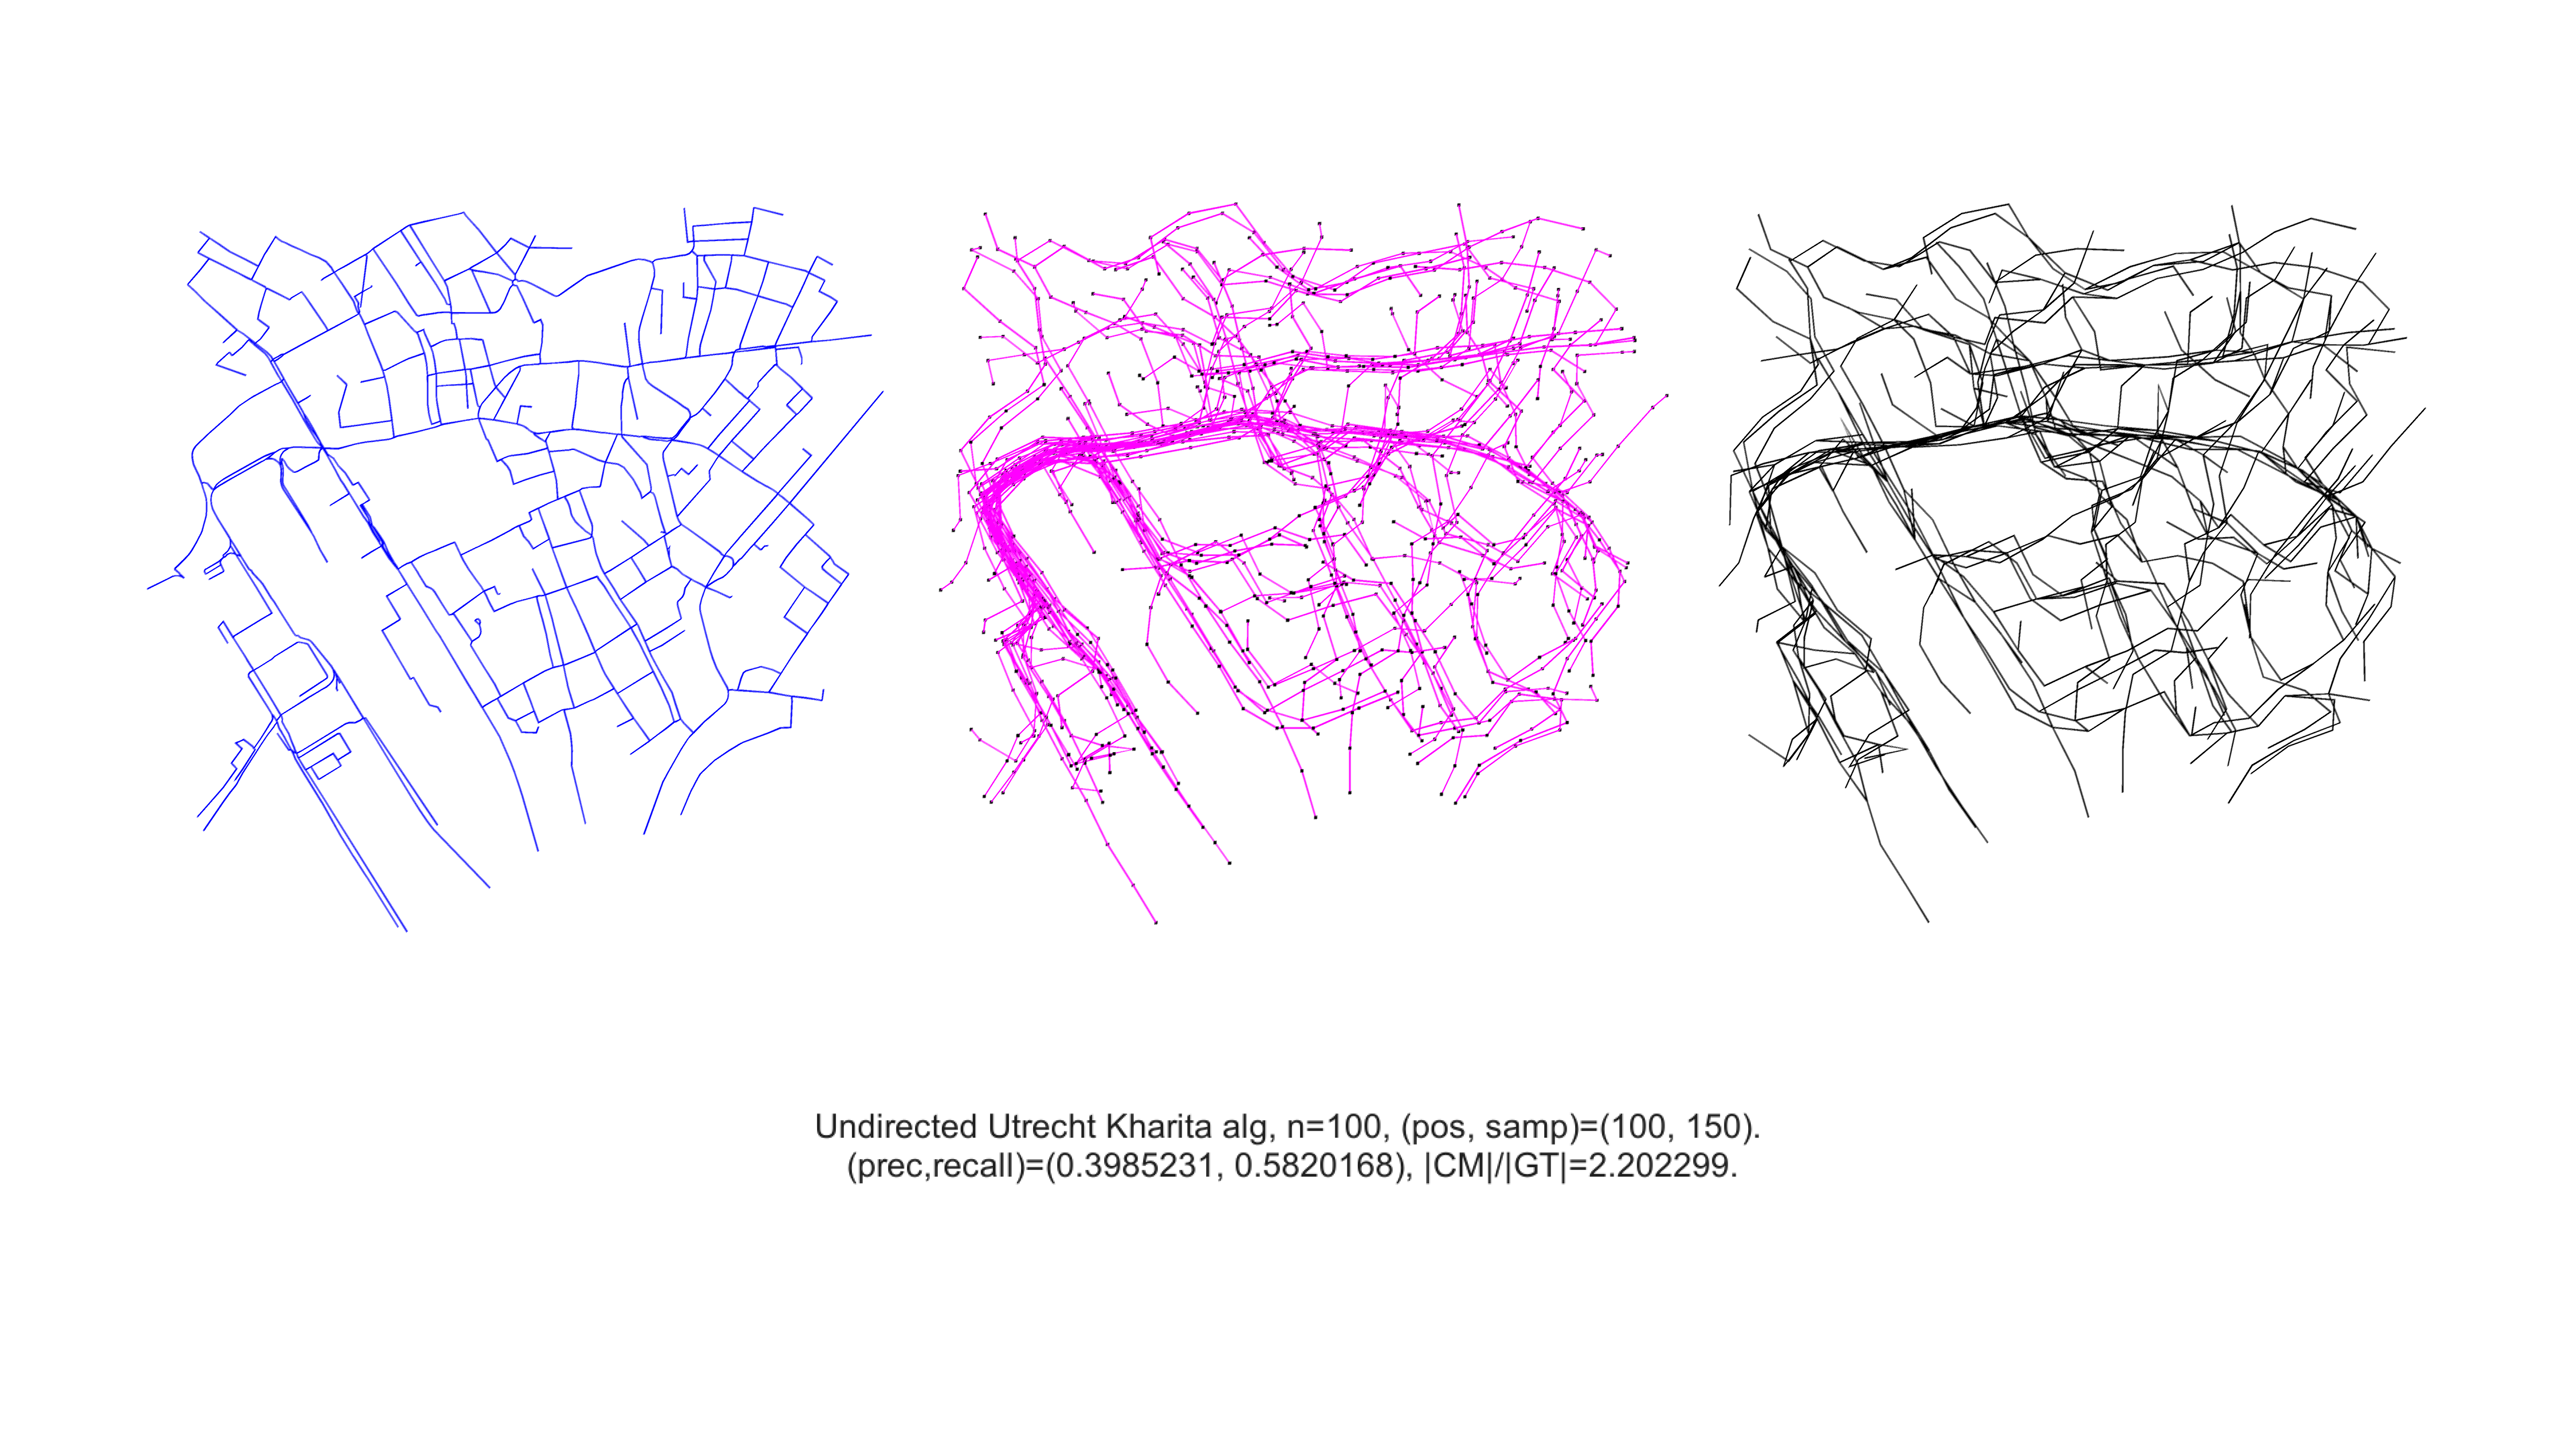 Undirected Utrecht Kharita alg, n=100, (pos, samp)=(100, 150).
(prec,recall)=(0.3985231, 0.5820168), |CM|/|GT|=2.202299.